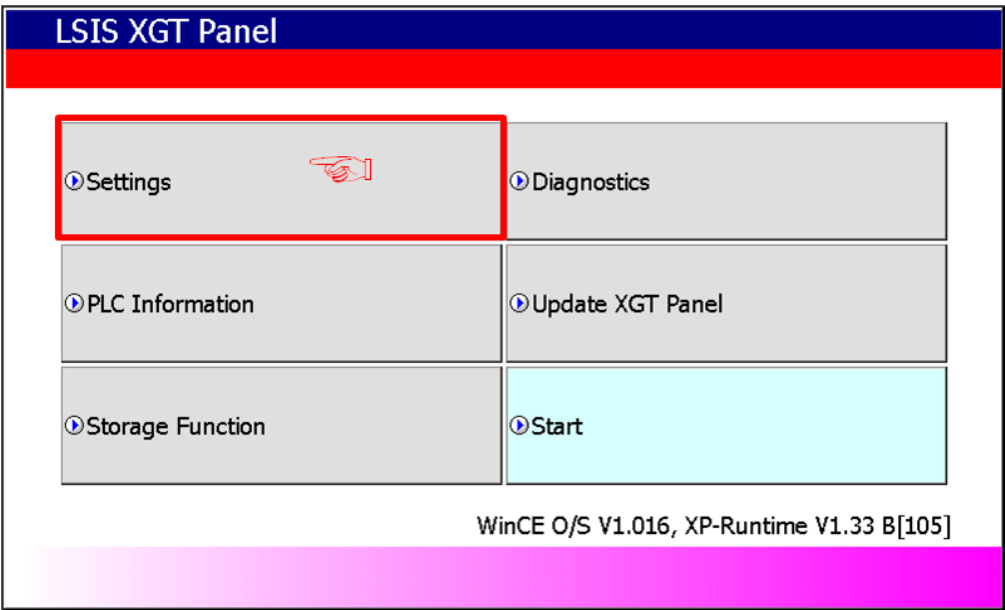 LSIS XGT Panel
Settings
Diagnostics
PLC Information
Update XGT Panel
Storage Function
Start
WinCE O/S V1.016, XP-Runtime V1.33 B[105]